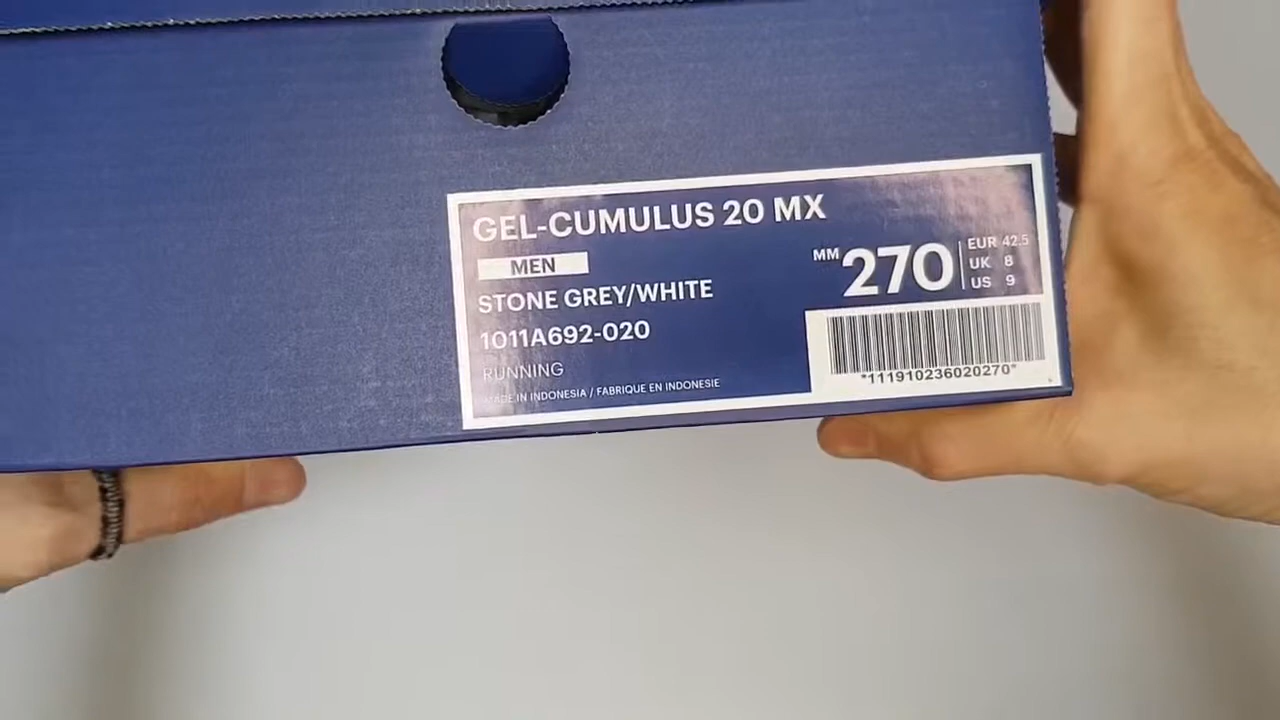 GEL-CUMULUS 20 MX
MEN
STONE GREY/WHITE
1011A692-020
RUNNING
MADE IN INDONESIA / FABRIQUE EN INDONESIE
MM 270
EUR 42.5
UK 8
US 9
*111910236020270*